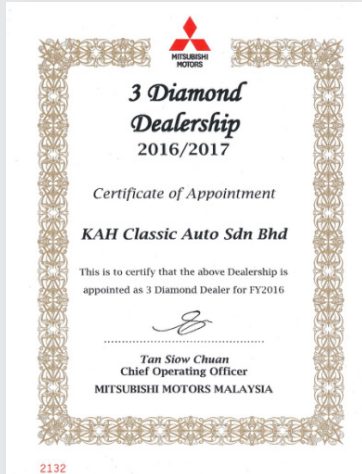 MITSUBISHI
MOTORS
3 Diamond
Dealership
2016/2017
Certificate of Appointment
KAH Classic Auto Sdn Bhd
This is to certify that the above Dealership is
appointed as 3 Diamond Dealer for FY2016
Tan Siow Chuan
Chief Operating Officer
MITSUBISHI MOTORS MALAYSIA
2132